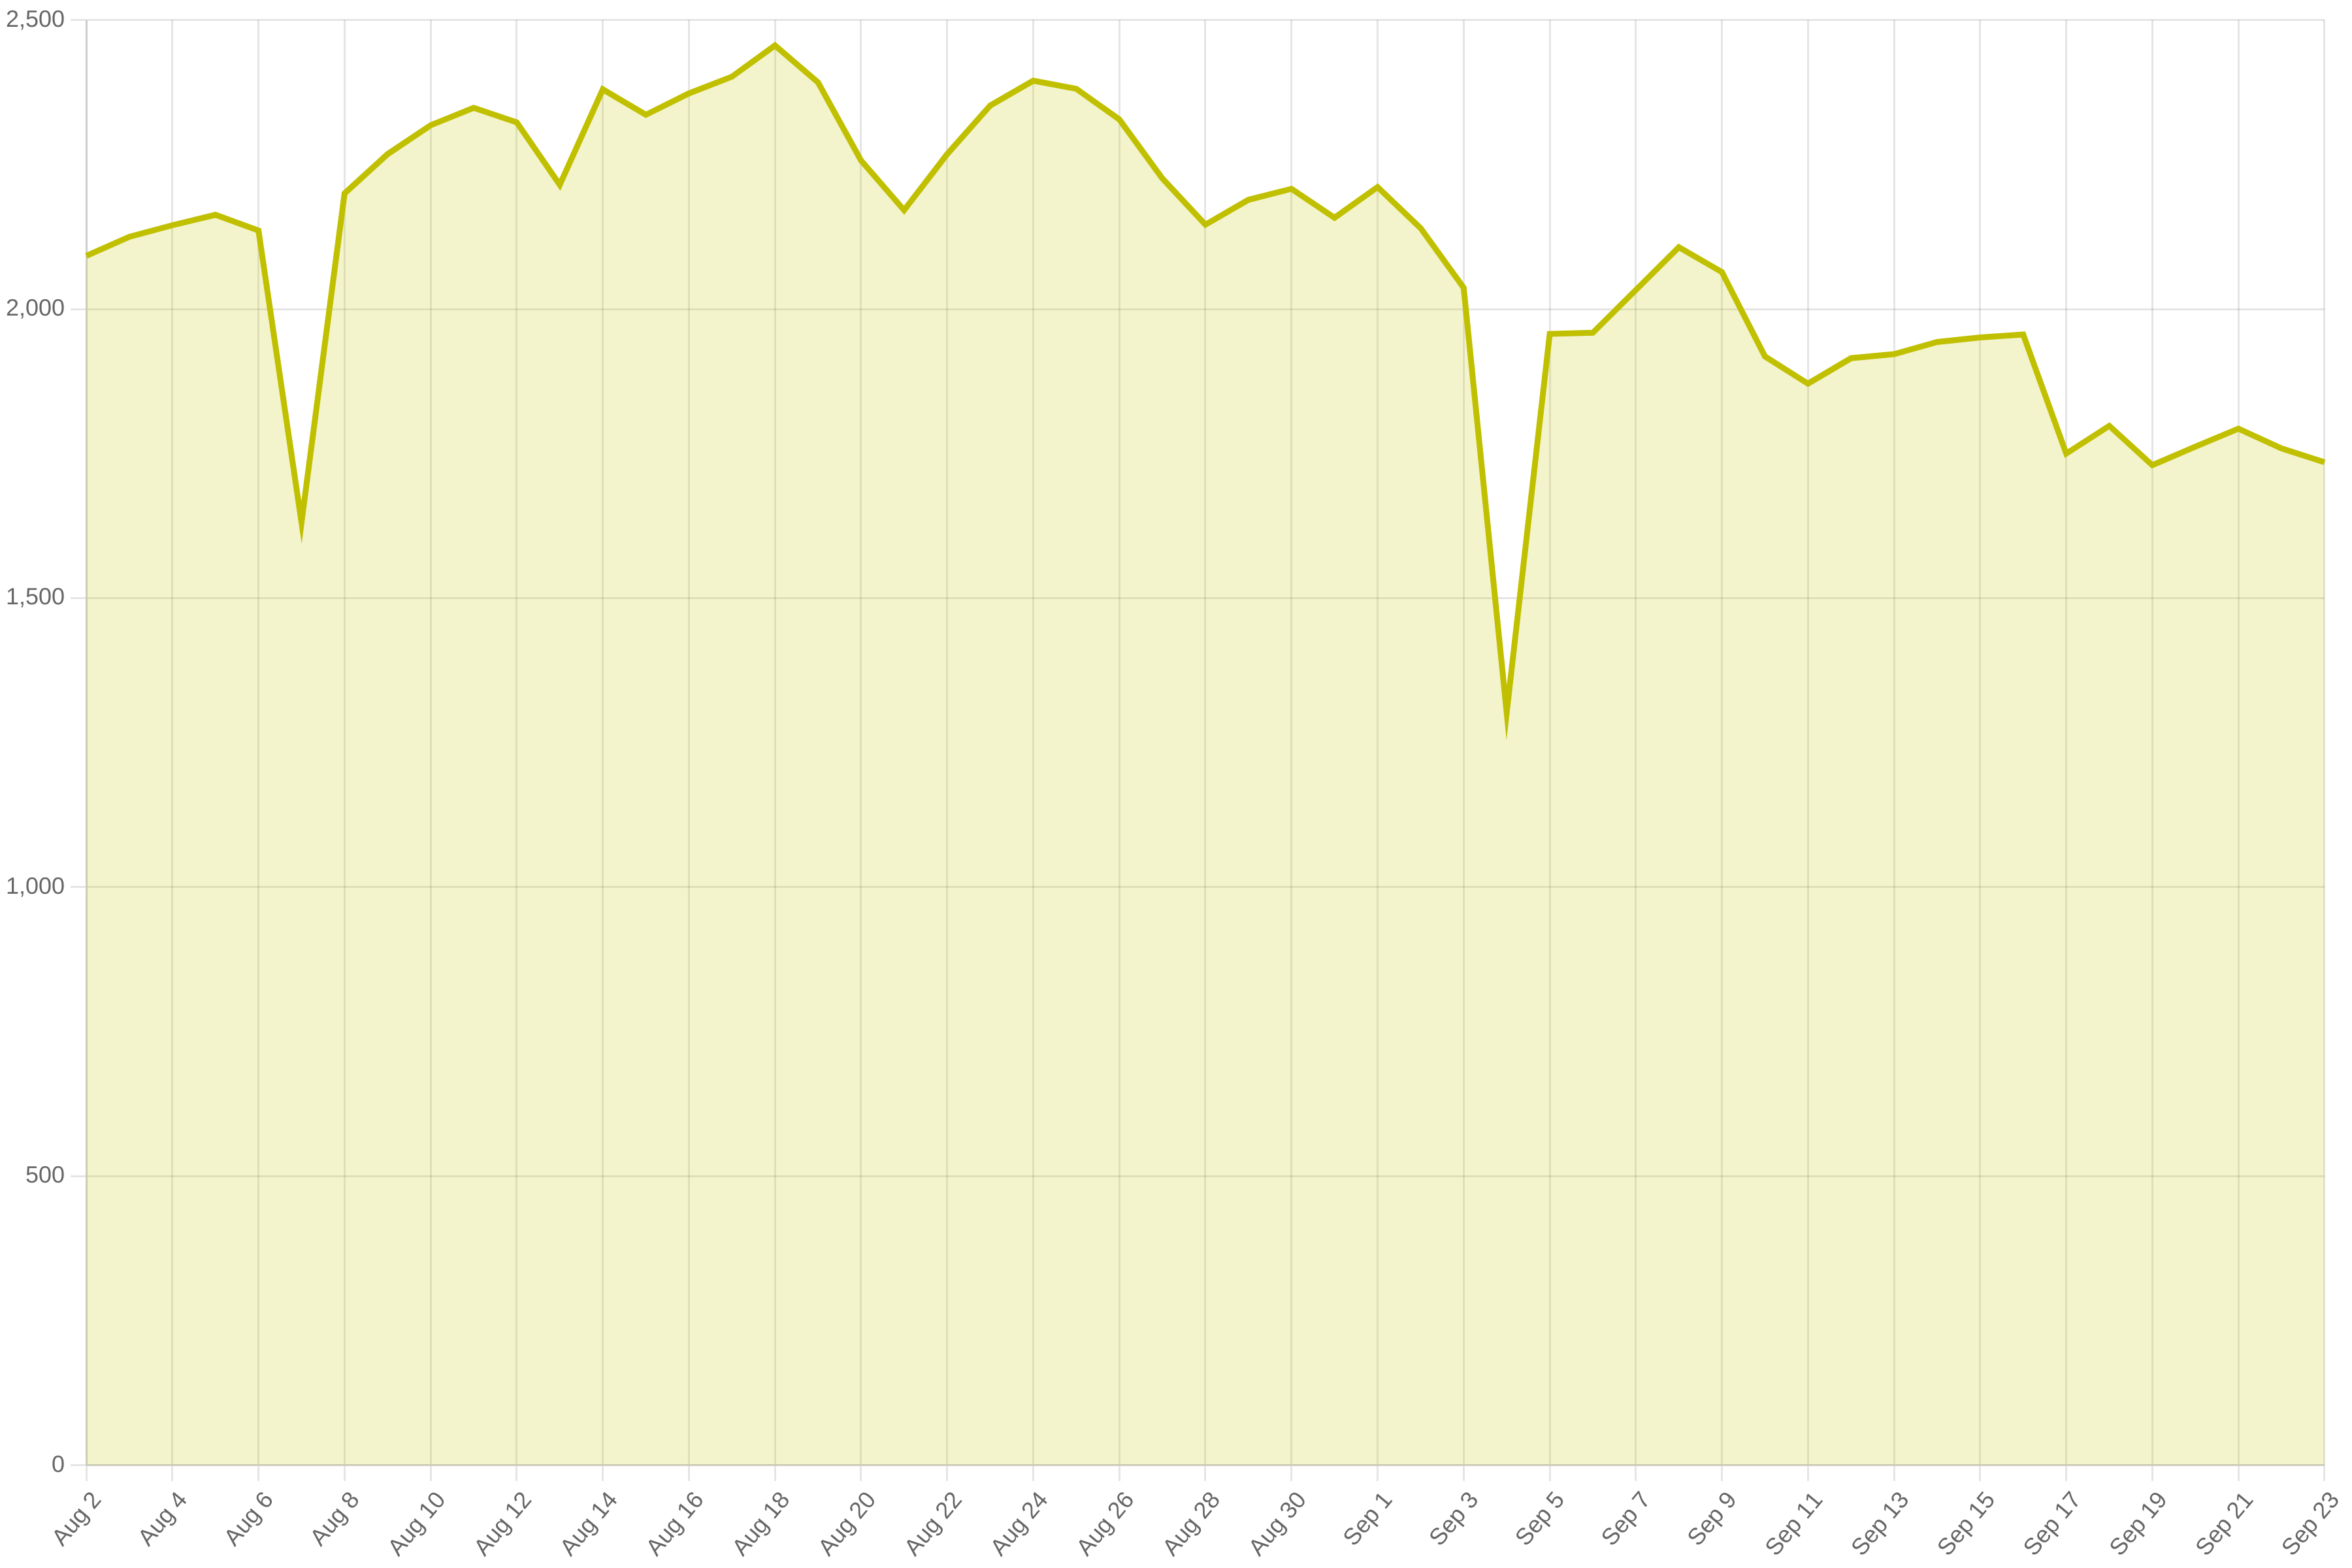 2,500
2,000
1,500
1,000
500
0
Aug 2
Aug 4
Aug 6
Aug 8
Aug 10
Aug 12
Aug 14
Aug 16
Aug 18
Aug 20
Aug 22
Aug 24
Aug 26
Aug 28
Aug 30
Sep 1
Sep 3
Sep 5
Sep 7
Sep 9
Sep 11
Sep 13
Sep 15
Sep 17
Sep 19
Sep 21
Sep 23